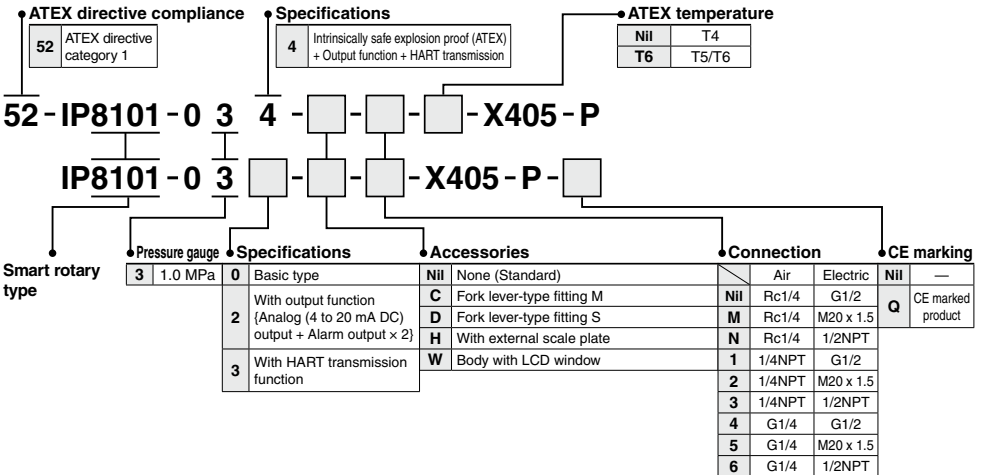 ATEX directive compliance
52 ATEX directive category 1
Specifications
4 Intrinsically safe explosion proof (ATEX) + Output function + HART transmission
ATEX temperature
Nil T4
T6 T5/T6
52 - IP8101 - 0 3 4 - - - - X405 - P
IP8101 - 0 3 - - - X405 - P -
Smart rotary type
Pressure gauge
3 1.0 MPa
Specifications
0 Basic type
2 With output function {Analog (4 to 20 mA DC) output + Alarm output × 2}
3 With HART transmission function
Accessories
Nil None (Standard)
C Fork lever-type fitting M
D Fork lever-type fitting S
H With external scale plate
W Body with LCD window
Connection
Air Electric
Nil Rc1/4 G1/2
M Rc1/4 M20 x 1.5
N Rc1/4 1/2NPT
1 1/4NPT G1/2
2 1/4NPT M20 x 1.5
3 1/4NPT 1/2NPT
4 G1/4 G1/2
5 G1/4 M20 x 1.5
6 G1/4 1/2NPT
CE marking
Nil —
Q CE marked product